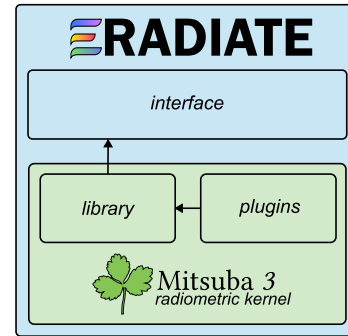 ERADIATE
interface
library
plugins
Mitsuba 3
radiometric kernel